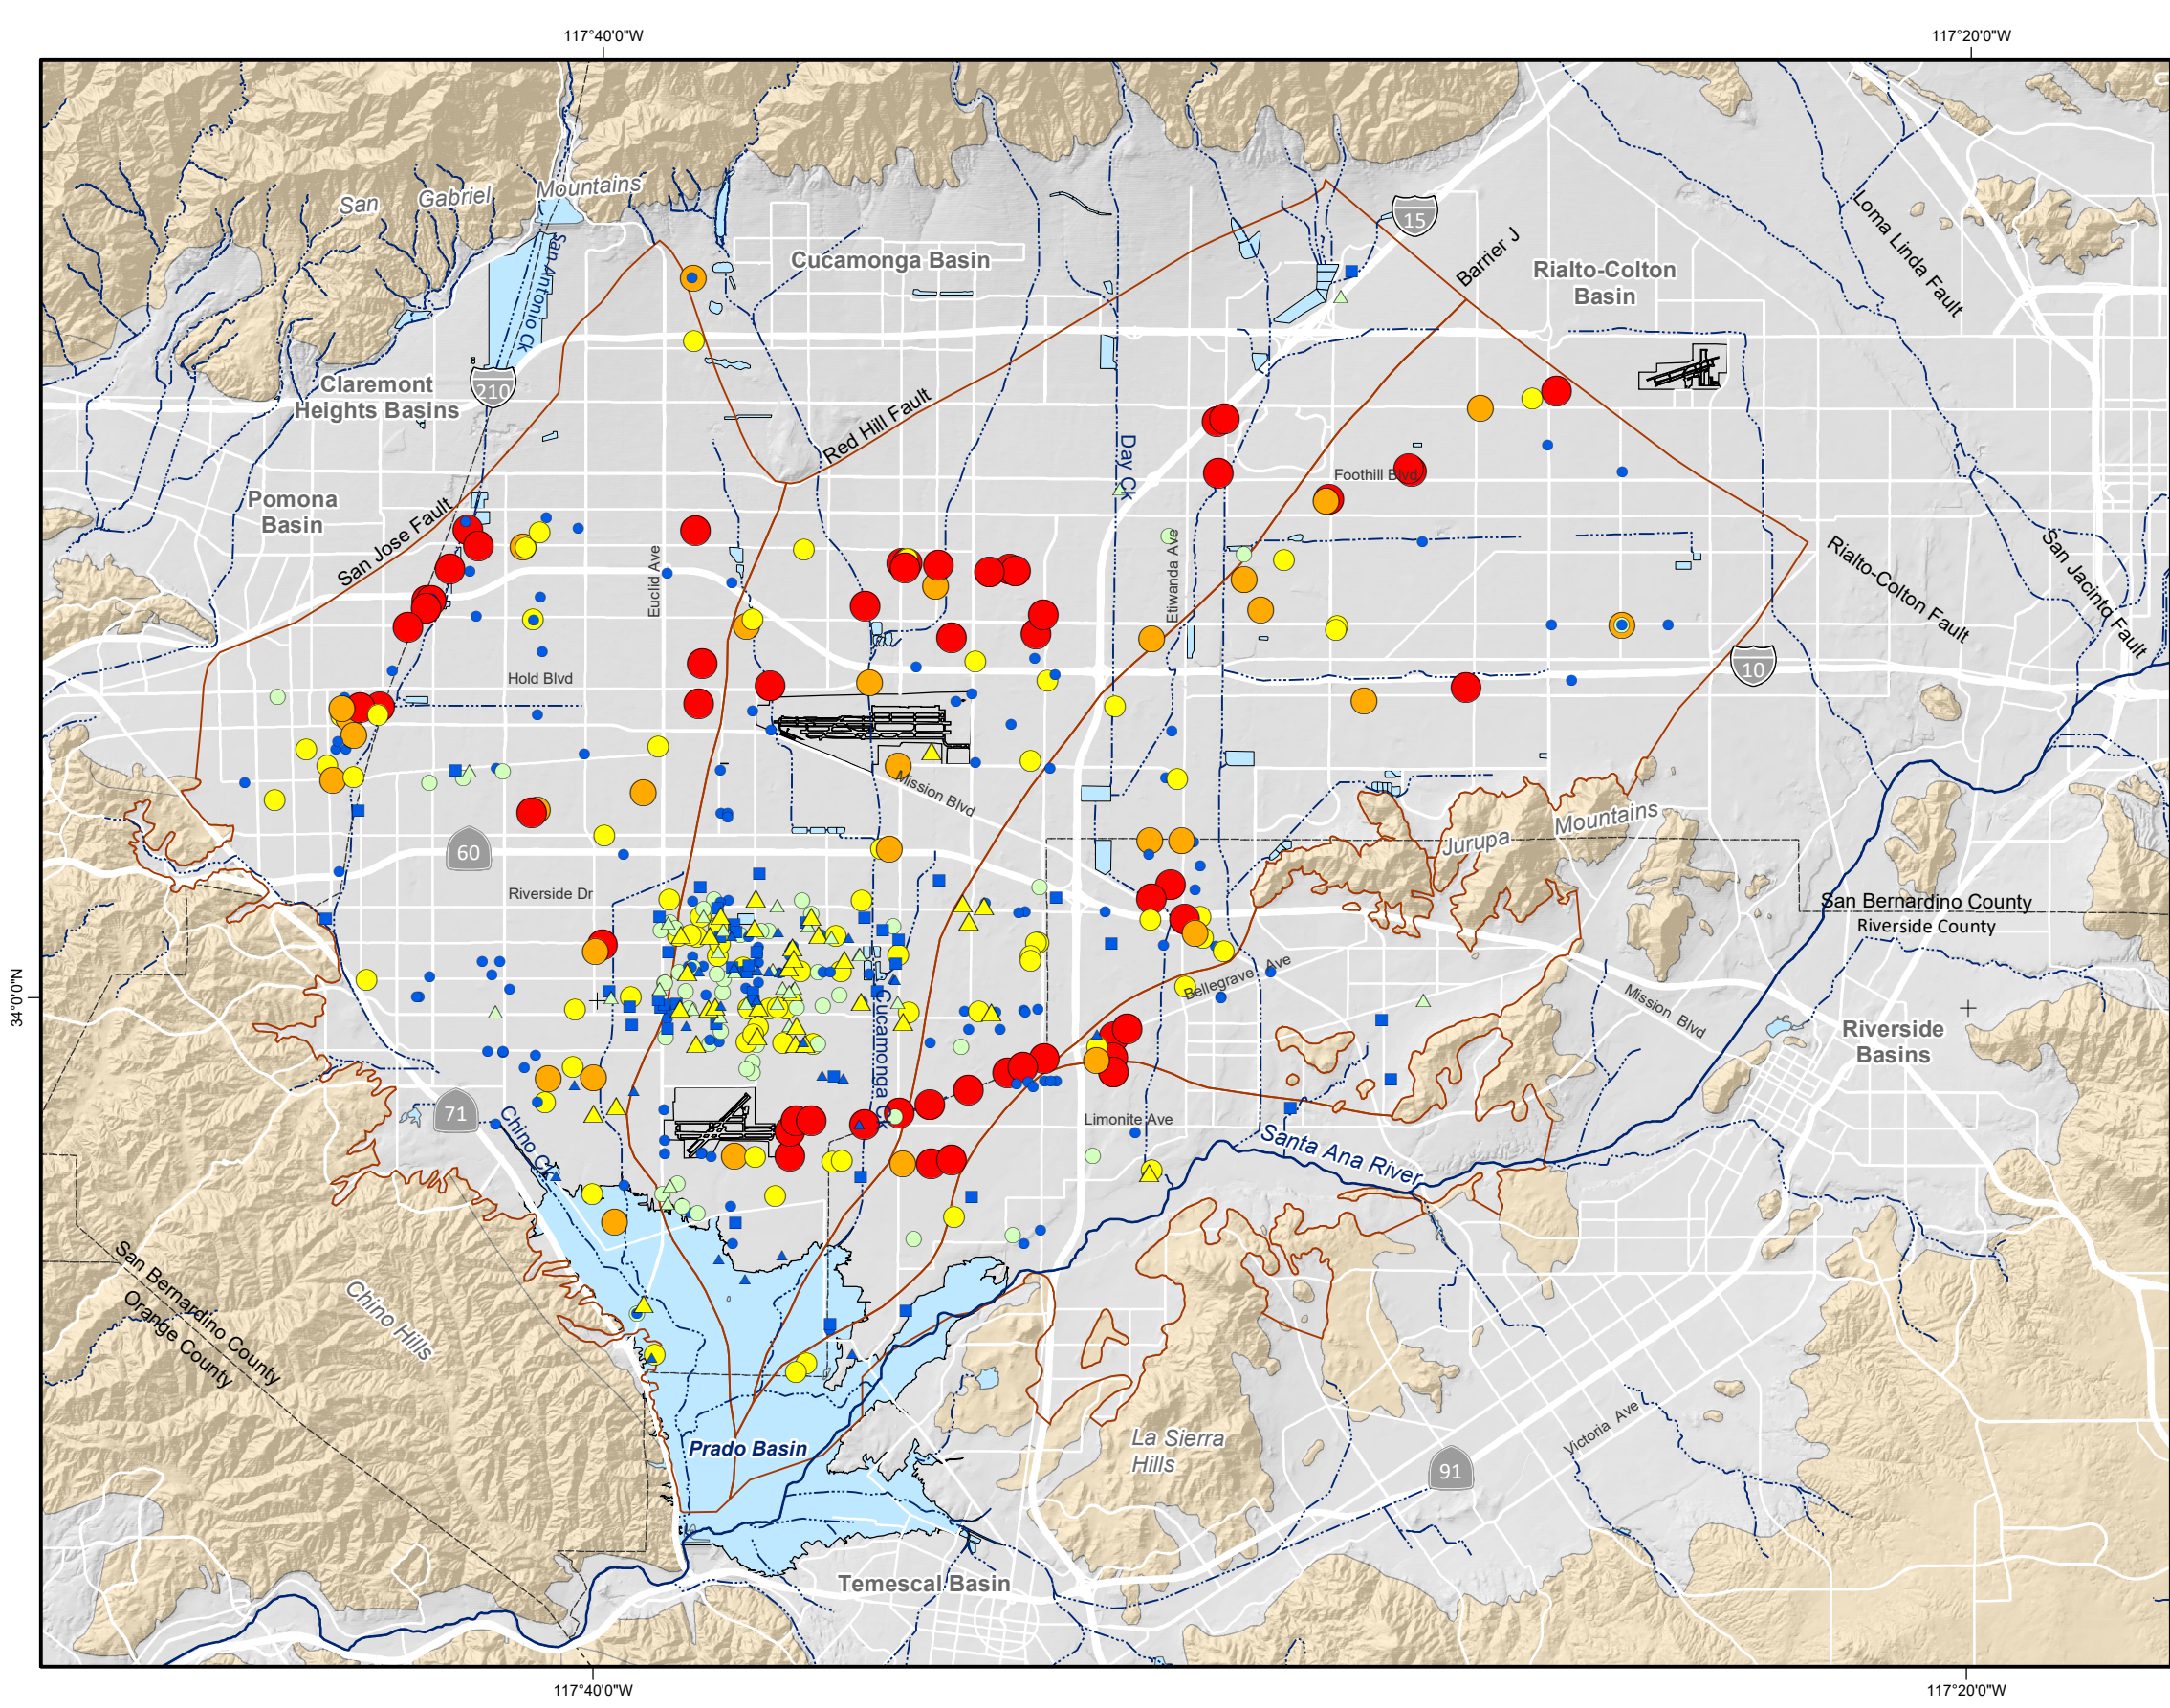 117°40'0"W
117°20'0"W
San Gabriel Mountains
15
Loma Linda Fault
Barrier J
Cucamonga Basin
Rialto-Colton
Basin
San Antonio Ck
210
Claremont
Heights Basins
Red Hill Fault
Day Ck
Foothill Blvd
Pomona
Basin
San Jose Fault
Euclid Ave
Etiwanda Ave
Rialto-Colton Fault
San Jacinto Fault
10
Hold Blvd
Mission Blvd
Jurupa Mountains
60
Riverside Dr
San Bernardino County
Riverside County
34°0'0"N
Bellegrave Ave
Mission Blvd
Cucamonga Ck
Riverside
Basins
71
Chino Ck
Limonite Ave
Santa Ana River
San Bernardino County
Orange County
Chino Hills
Prado Basin
La Sierra
Hills
Victoria Ave
91
Temescal Basin
117°40'0"W
117°20'0"W